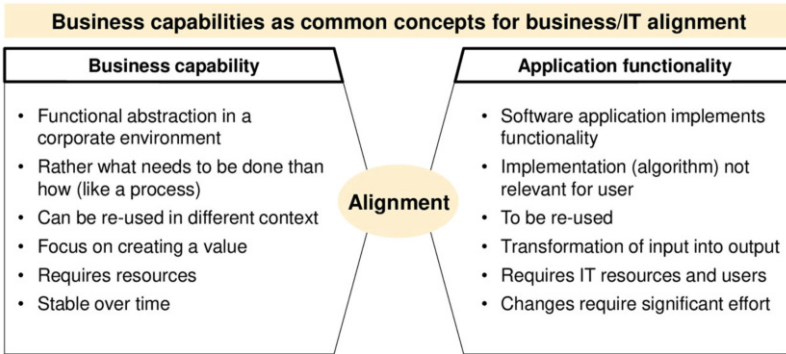 Business capabilities as common concepts for business/IT alignment
Business capability
• Functional abstraction in a
corporate environment
• Rather what needs to be done than
how (like a process)
• Can be re-used in different context
• Focus on creating a value
• Requires resources
• Stable over time
Alignment
Application functionality
• Software application implements
functionality
• Implementation (algorithm) not
relevant for user
• To be re-used
• Transformation of input into output
• Requires IT resources and users
• Changes require significant effort